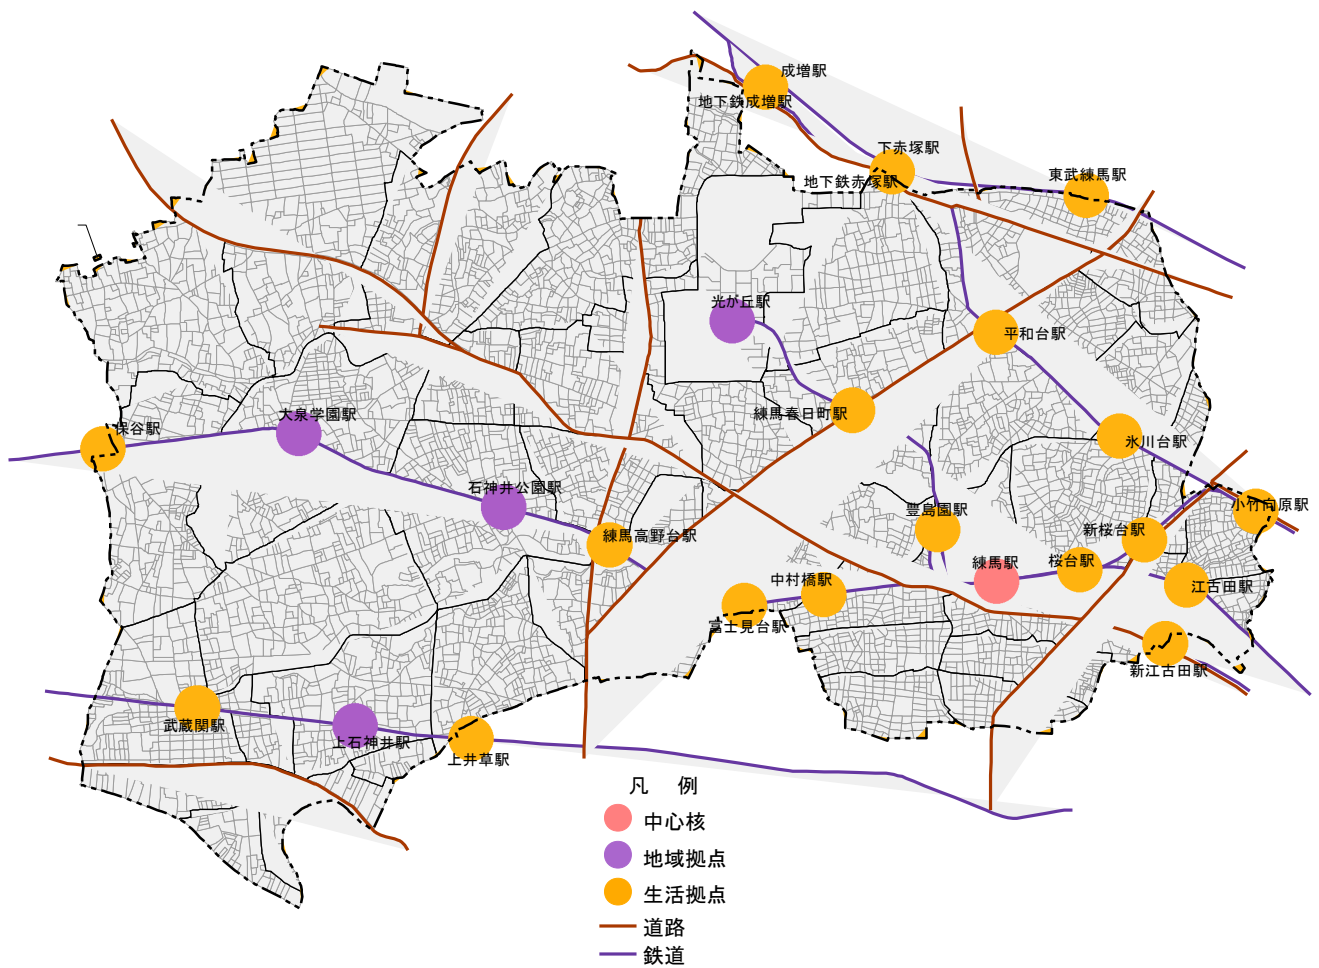 成増駅
地下鉄成増駅
下赤塚駅
地下鉄赤塚駅
東武練馬駅
光が丘駅
平和台駅
練馬春日町駅
大泉学園駅
保谷駅
氷川台駅
石神井公園駅
小竹向原駅
豊島園駅
新桜台駅
練馬高野台駅
練馬駅
桜台駅
中村橋駅
江古田駅
富士見台駅
新江古田駅
武蔵関駅
上石神井駅
上井草駅
凡 例
中心核
地域拠点
生活拠点
道路
鉄道